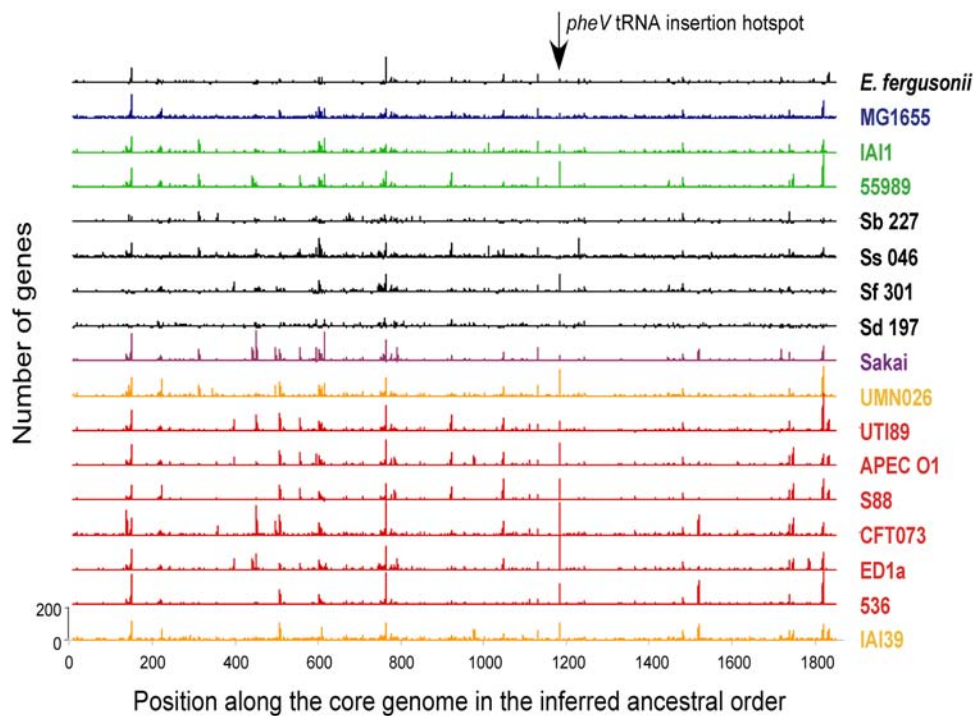 pheV tRNA insertion hotspot
E. fergusonii
MG1655
IAI1
55989
Sb 227
Ss 046
Sf 301
Sd 197
Sakai
UMN026
UTI89
APEC O1
S88
CFT073
ED1a
536
IAI39
Number of genes
200
0
0 200 400 600 800 1000 1200 1400 1600 1800
Position along the core genome in the inferred ancestral order